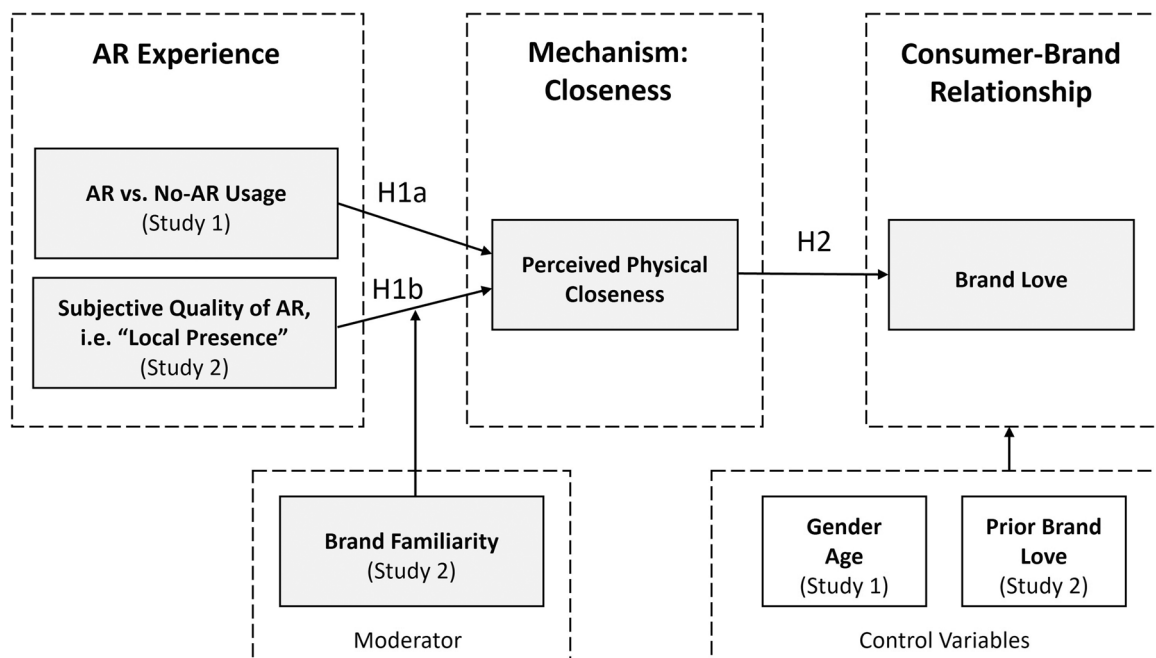 AR Experience
AR vs. No-AR Usage
(Study 1)
Subjective Quality of AR,
i.e. “Local Presence”
(Study 2)
H1a
H1b
Mechanism:
Closeness
Perceived Physical
Closeness
H2
Consumer-Brand
Relationship
Brand Love
Brand Familiarity
(Study 2)
Moderator
Gender
Age
(Study 1)
Prior Brand
Love
(Study 2)
Control Variables